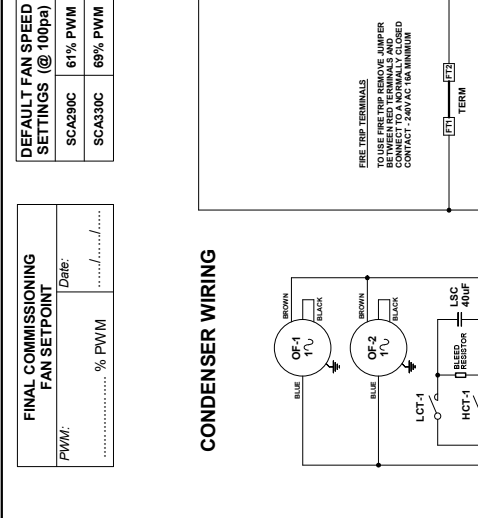 FINAL COMMISSIONING
FAN SETPOINT
PWM:
Date:
.................. % PWM
....../....../......
DEFAULT FAN SPEED
SETTINGS (@ 100pa)
SCA290C
61% PWM
SCA330C
69% PWM
CONDENSER WIRING
BLUE
OF-1
1
BROWN
BLACK
BLUE
OF-2
1
BROWN
BLACK
LCT-1
BLEED
RESISTOR
LSC
40uF
HCT-1
FIRE TRIP TERMINALS
TO USE FIRE TRIP REMOVE JUMPER
BETWEEN RED TERMINALS AND
CONNECT TO A NORMALLY CLOSED
CONTACT - 240V AC 16A MINIMUM
FT1
FT2
TERM